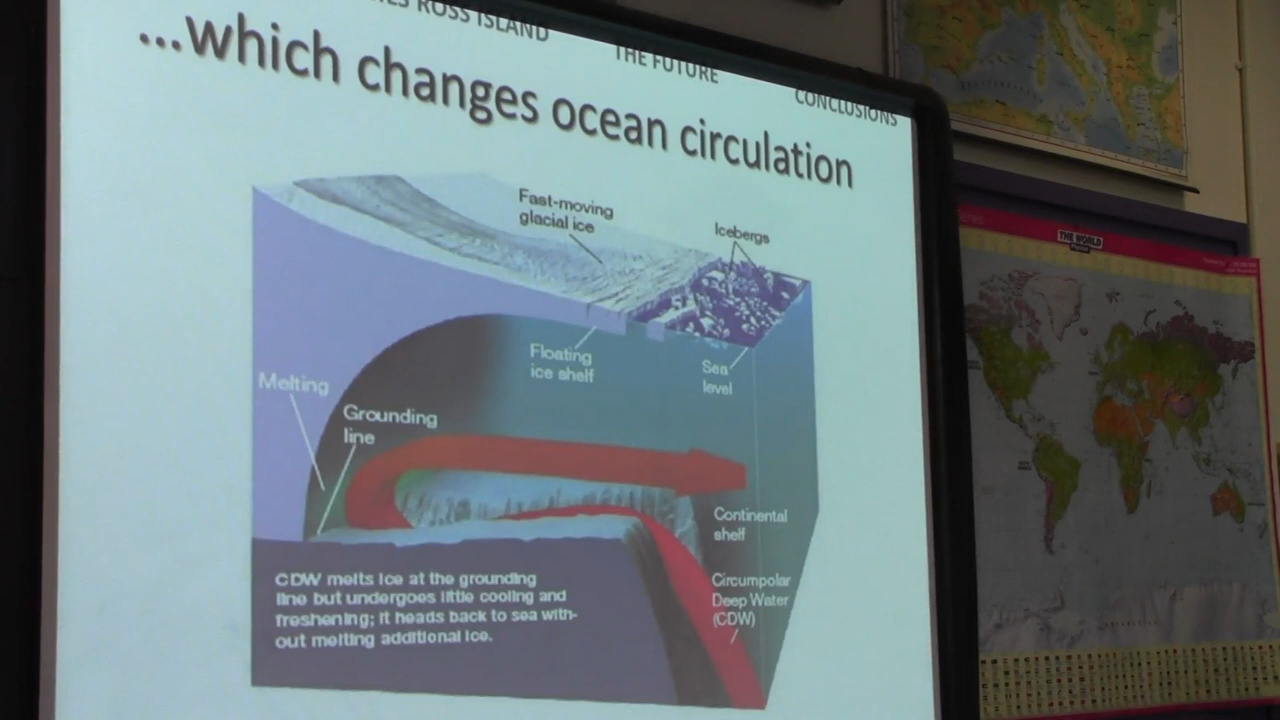 ROSS ISLAND
THE FUTURE
CONCLUSIONS
...which changes ocean circulation
Fast-moving
glacial ice
Icebergs
Floating
ice shelf
Sea
level
Melting
Grounding
line
Continental
shelf
Circumpolar
Deep Water
(CDW)
CDW melts ice at the grounding
line but undergoes little cooling and
freshening; it heads back to sea with-
out melting additional ice.
THE WORLD